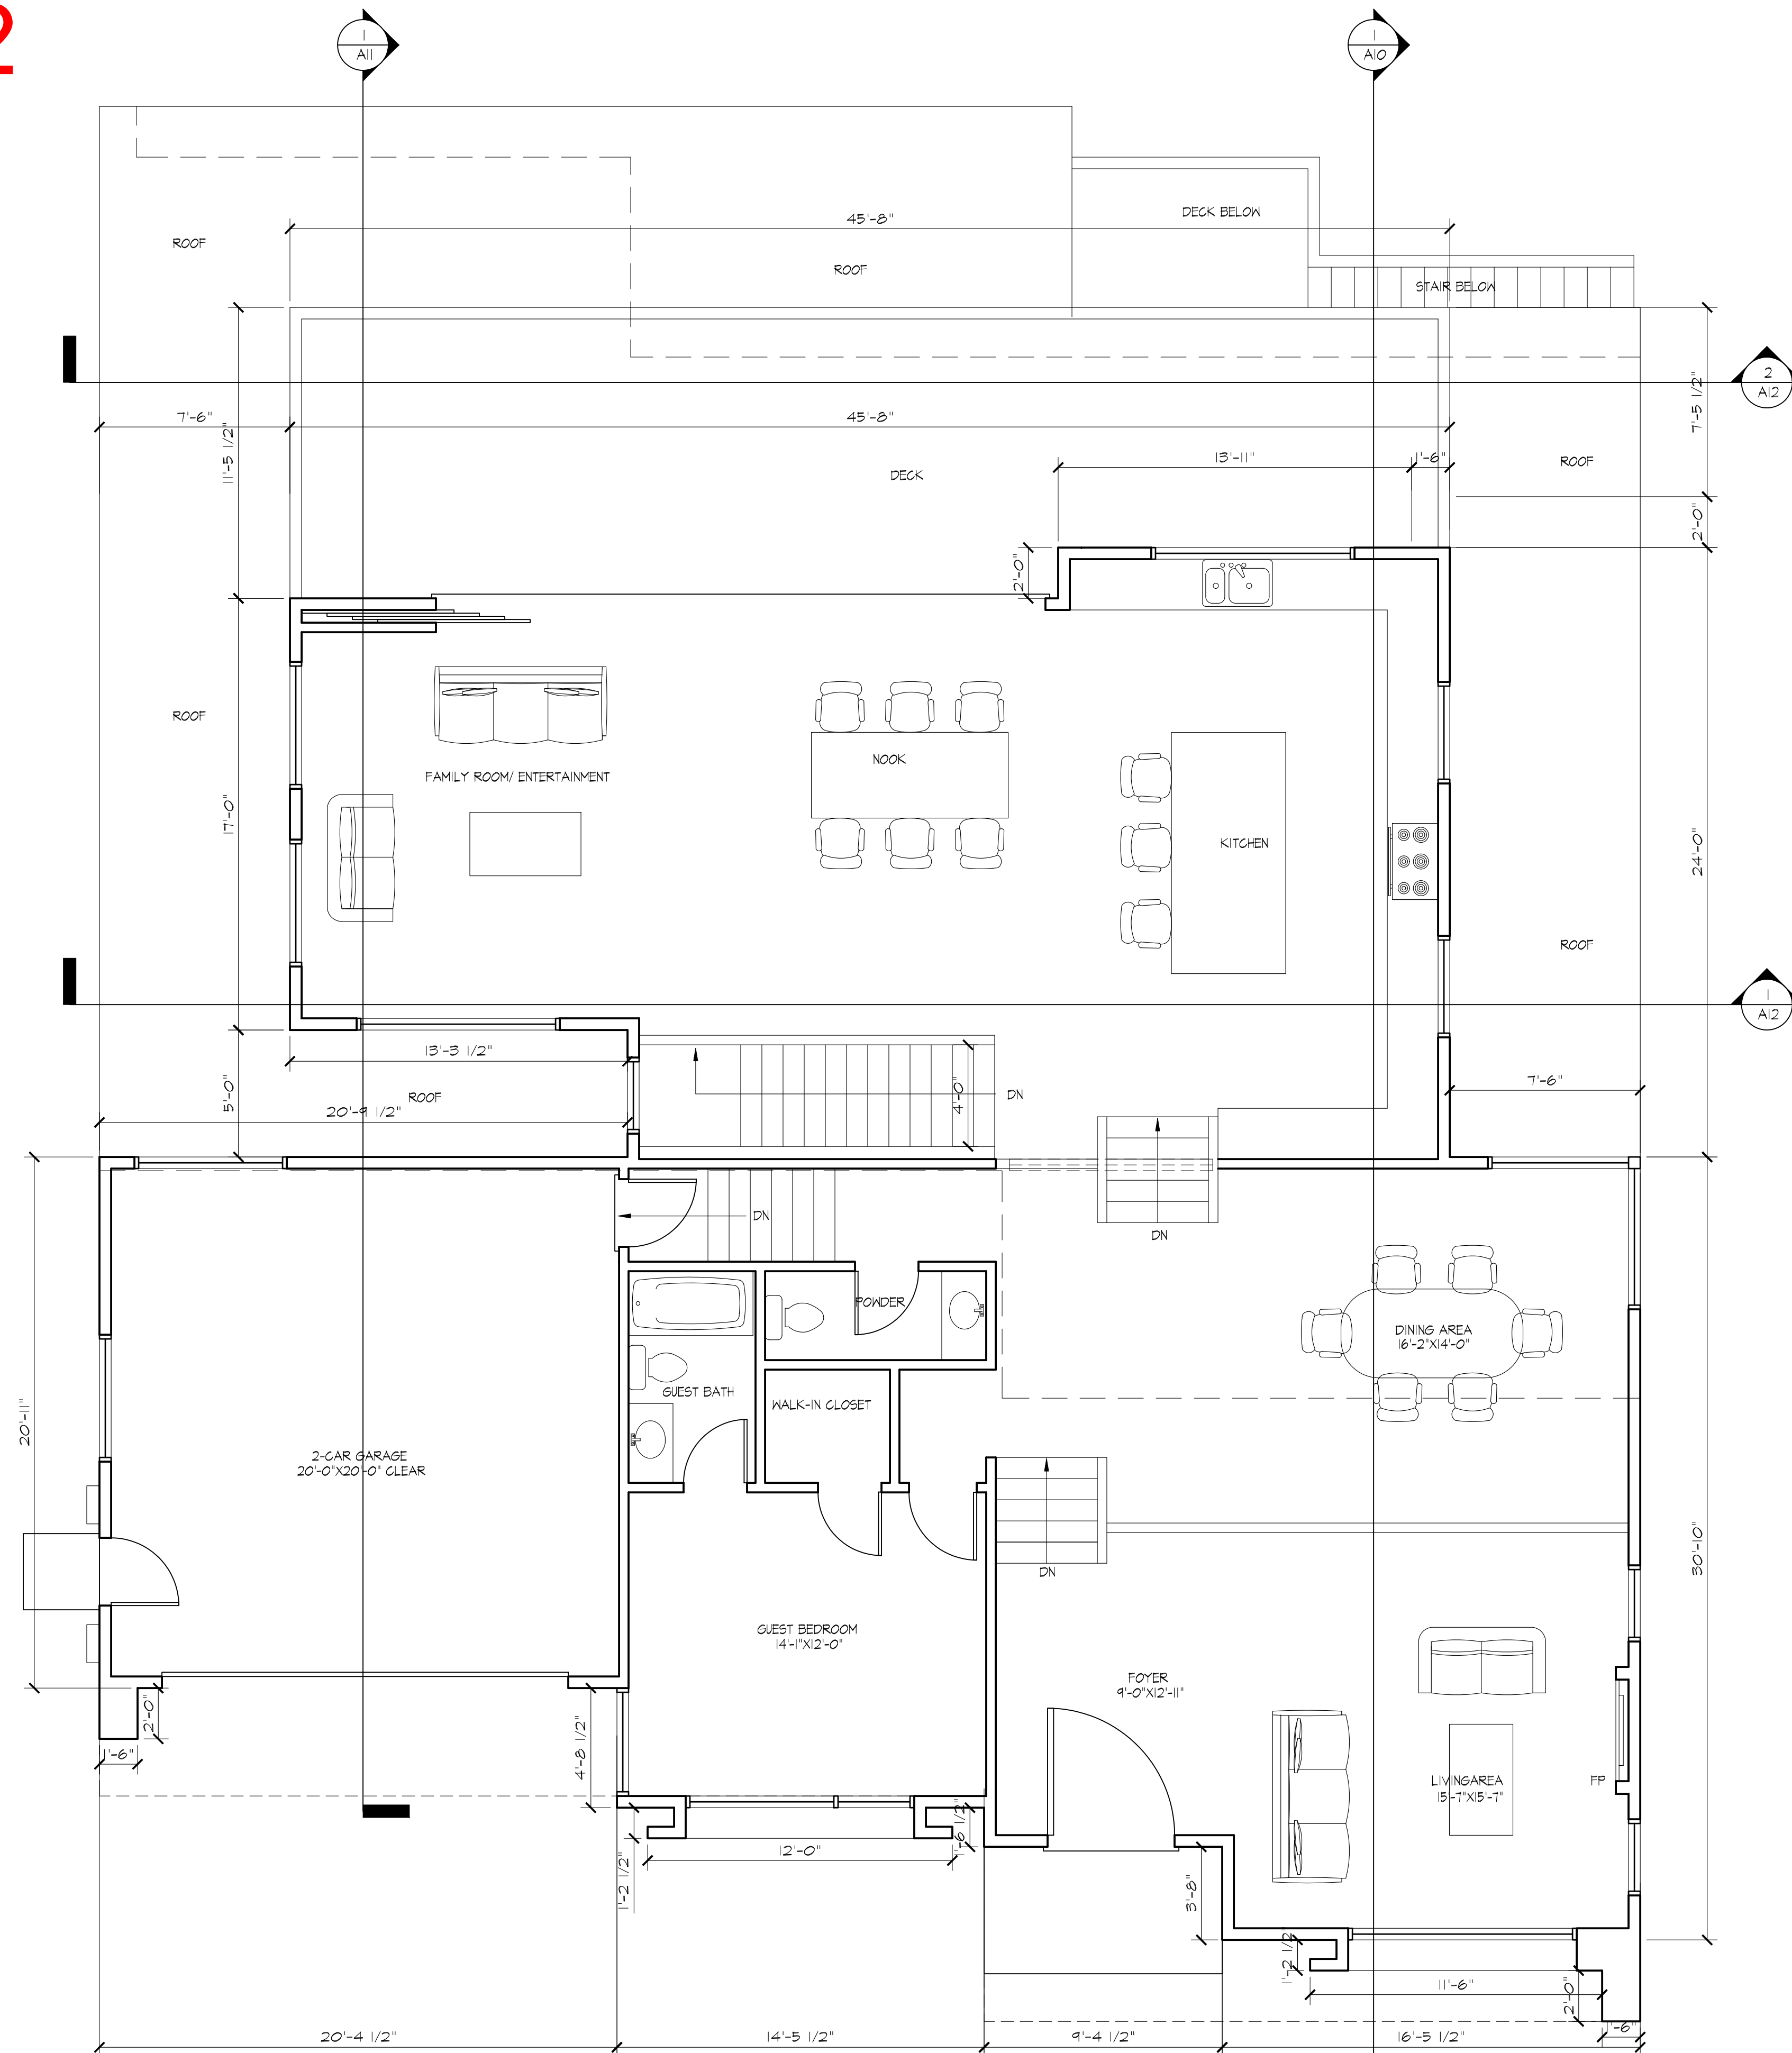 2
1
A11
1
A10
DECK BELOW
45'-8"
ROOF
ROOF
STAIR BELOW
2
A12
7'-5 1/2"
7'-6"
45'-8"
11'-5 1/2"
13'-11"
1'-6"
ROOF
DECK
2'-0"
2'-0"
ROOF
NOOK
FAMILY ROOM/ ENTERTAINMENT
17'-0"
KITCHEN
24'-0"
ROOF
1
A12
13'-3 1/2"
5'-0"
ROOF
20'-9 1/2"
4'-0"
DN
7'-6"
DN
DN
POWDER
DINING AREA
16'-2"X14'-0"
GUEST BATH
WALK-IN CLOSET
20'-11"
2-CAR GARAGE
20'-0"X20'-0" CLEAR
DN
30'-10"
GUEST BEDROOM
14'-1"X12'-0"
FOYER
9'-0"X12'-11"
2'-0"
1'-6"
4'-8 1/2"
LIVINGAREA
15'-7"X15'-7"
FP
1'-6 1/2"
12'-0"
1'-2 1/2"
3'-8"
1'-2 1/2"
11'-6"
2'-0"
1'-6"
20'-4 1/2"
14'-5 1/2"
9'-4 1/2"
16'-5 1/2"